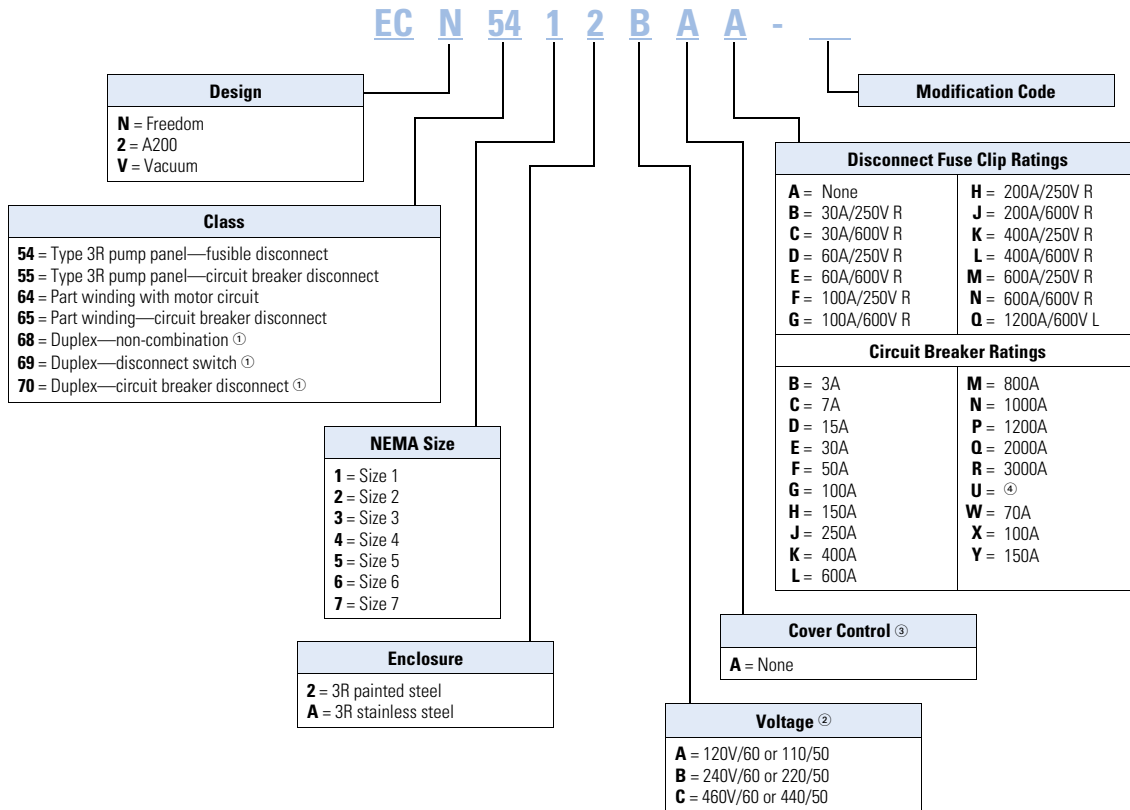 EC N 54 1 2 B A A - __
Design
N = Freedom
2 = A200
V = Vacuum
Modification Code
Class
54 = Type 3R pump panel—fusible disconnect
55 = Type 3R pump panel—circuit breaker disconnect
64 = Part winding with motor circuit
65 = Part winding—circuit breaker disconnect
68 = Duplex—non-combination ①
69 = Duplex—disconnect switch ①
70 = Duplex—circuit breaker disconnect ①
Disconnect Fuse Clip Ratings
A = None
B = 30A/250V R
C = 30A/600V R
D = 60A/250V R
E = 60A/600V R
F = 100A/250V R
G = 100A/600V R
H = 200A/250V R
J = 200A/600V R
K = 400A/250V R
L = 400A/600V R
M = 600A/250V R
N = 600A/600V R
Q = 1200A/600V L
Circuit Breaker Ratings
B = 3A
C = 7A
D = 15A
E = 30A
F = 50A
G = 100A
H = 150A
J = 250A
K = 400A
L = 600A
M = 800A
N = 1000A
P = 1200A
Q = 2000A
R = 3000A
U = ④
W = 70A
X = 100A
Y = 150A
NEMA Size
1 = Size 1
2 = Size 2
3 = Size 3
4 = Size 4
5 = Size 5
6 = Size 6
7 = Size 7
Cover Control ③
A = None
Enclosure
2 = 3R painted steel
A = 3R stainless steel
Voltage ②
A = 120V/60 or 110/50
B = 240V/60 or 220/50
C = 460V/60 or 440/50